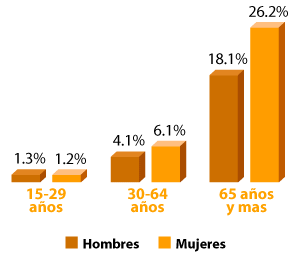 26.2%
18.1%
4.1% 6.1%
1.3% 1.2%
15-29
años
30-64
años
65 años
y mas
Hombres Mujeres